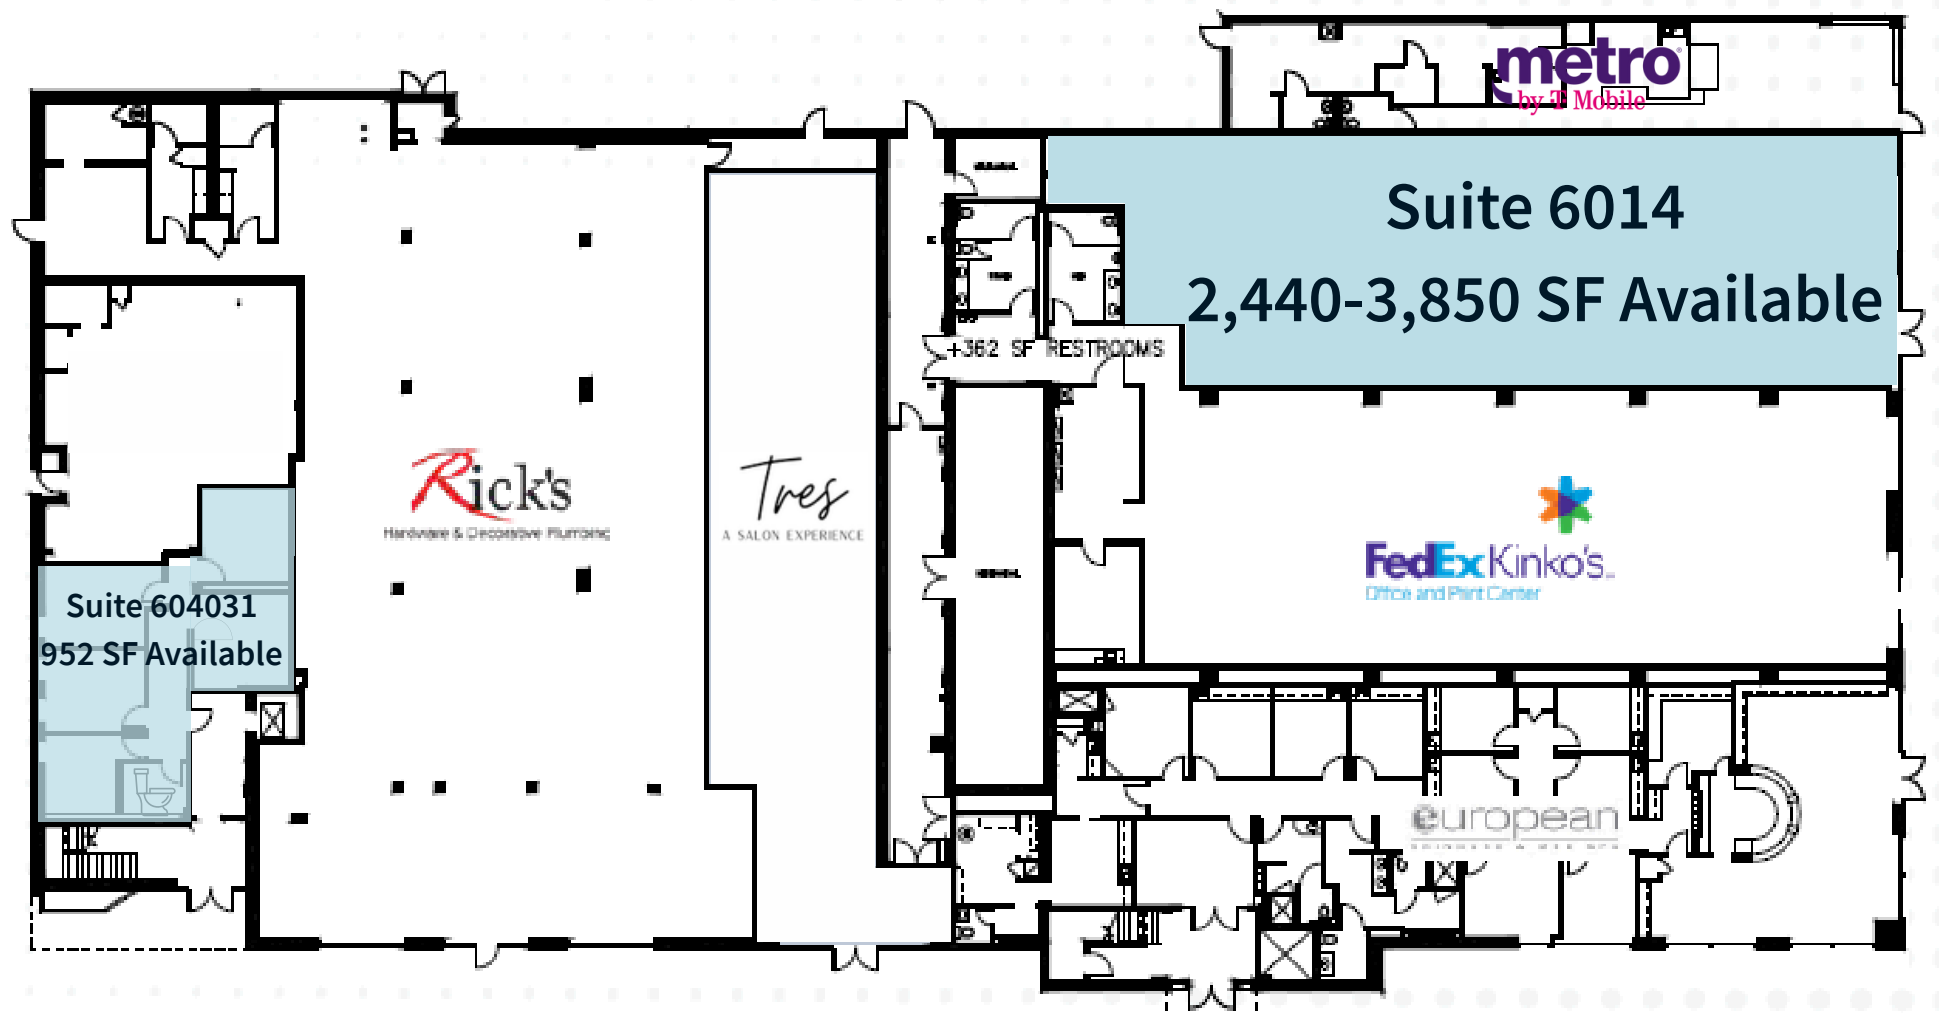 metro
by T Mobile
Suite 6014
2,440-3,850 SF Available
+362 SF RESTROOMS
Rick's
Hardware & Decorative Plumbing
Tres
A SALON EXPERIENCE
FedEx Kinko's
Office and Print Center
Suite 604031
952 SF Available
european